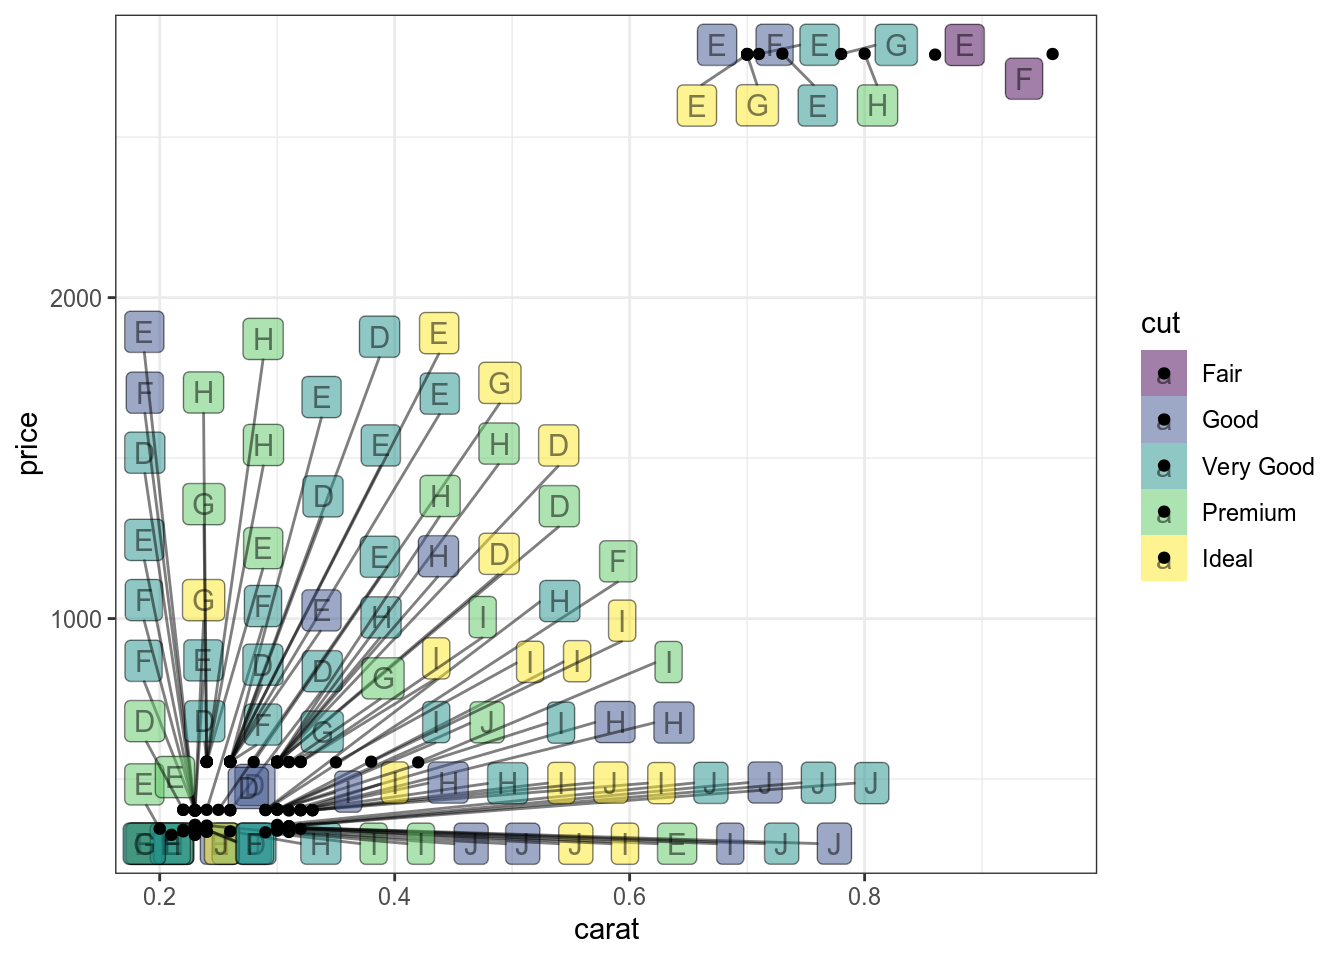 E F E G E
F
E G E H
2000
E H D E
F H E E G
D H E H D
G D H D
E E E H D F
F G F E H I H I
F E D D G I I I I
D D F G I J I H H
E E D D I I H H I J I J J J J
G J F H I I J J J I E I J J
1000
0.2 0.4 0.6 0.8
carat
price
cut
a Fair
a Good
a Very Good
a Premium
a Ideal